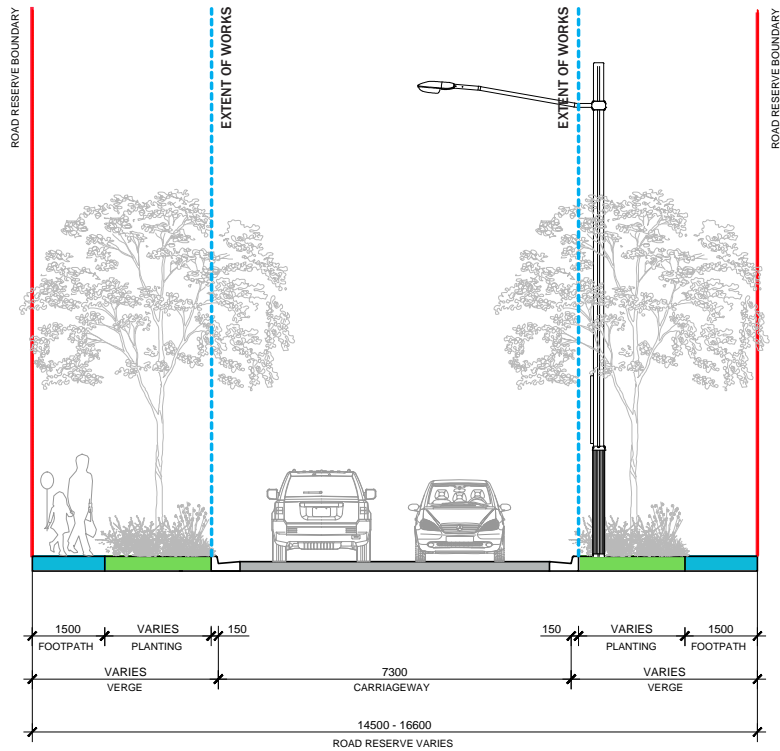 ROAD RESERVE BOUNDARY
EXTENT OF WORKS
EXTENT OF WORKS
ROAD RESERVE BOUNDARY
1500
VARIES
150
150
VARIES
1500
FOOTPATH
PLANTING
PLANTING
FOOTPATH
VARIES
7300
VARIES
VERGE
CARRIAGEWAY
VERGE
14500 - 16600
ROAD RESERVE VARIES